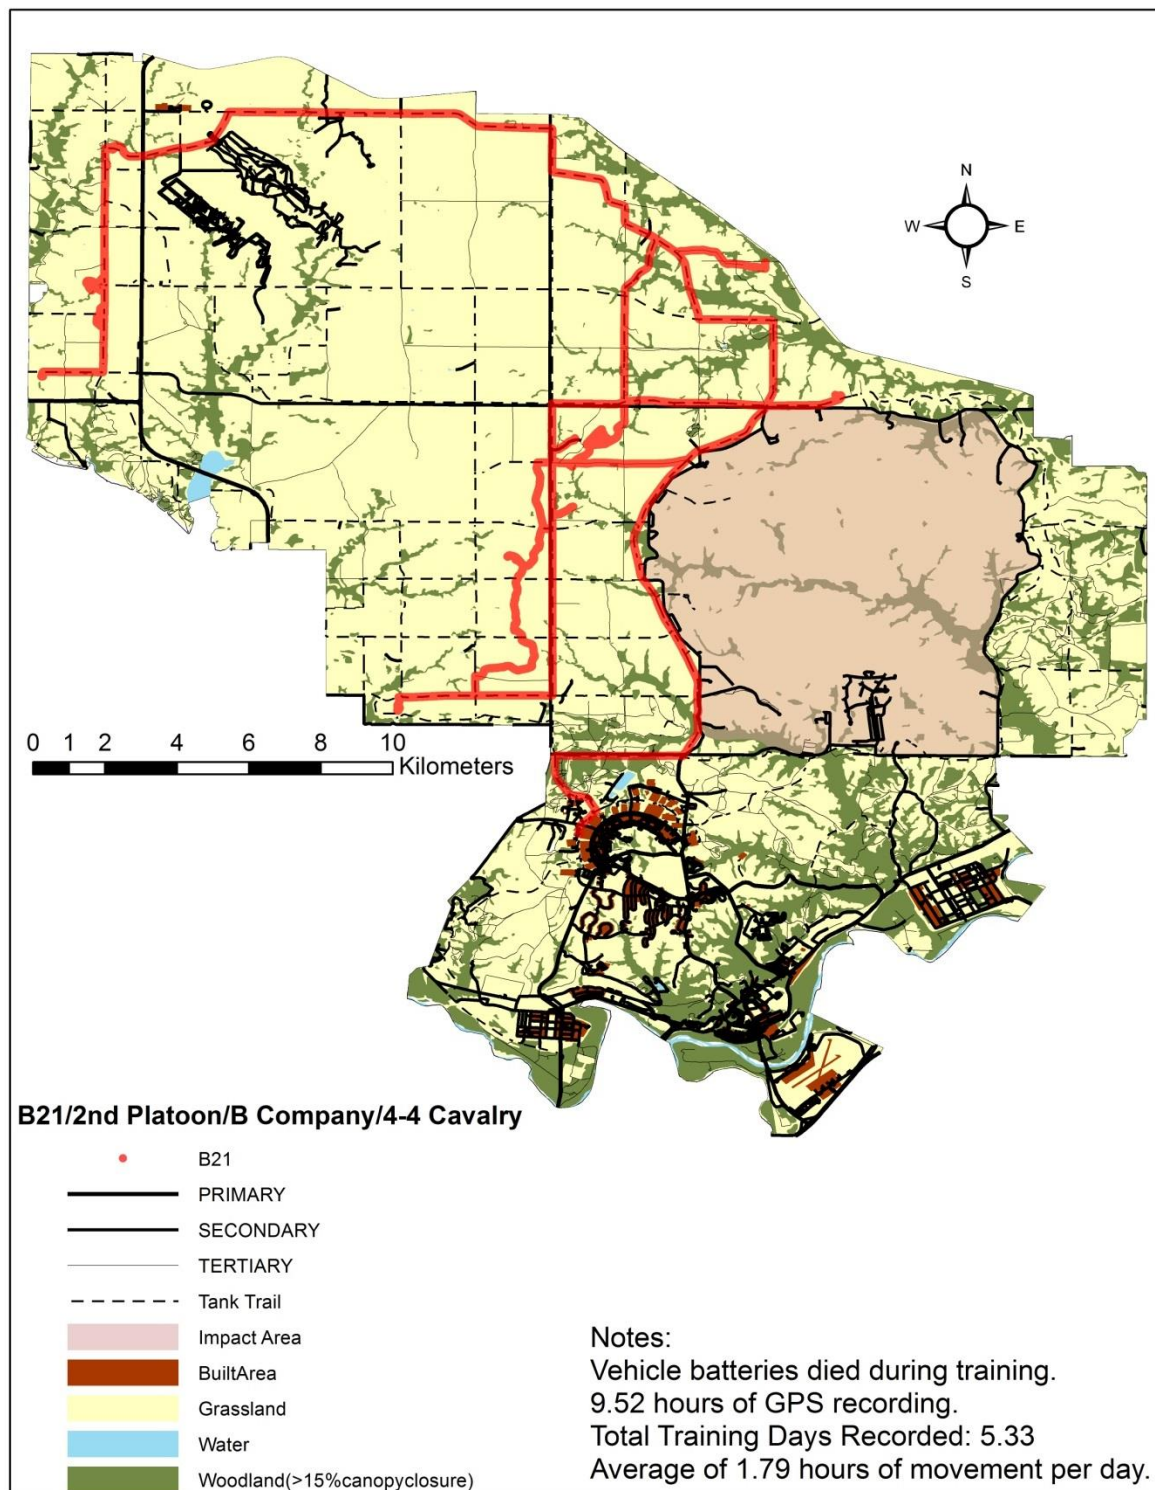 N
W E
S
0 1 2 4 6 8 10
Kilometers
B21/2nd Platoon/B Company/4-4 Cavalry
B21
PRIMARY
SECONDARY
TERTIARY
Tank Trail
Impact Area
BuiltArea
Grassland
Water
Woodland(>15%canopyclosure)
Notes:
Vehicle batteries died during training.
9.52 hours of GPS recording.
Total Training Days Recorded: 5.33
Average of 1.79 hours of movement per day.